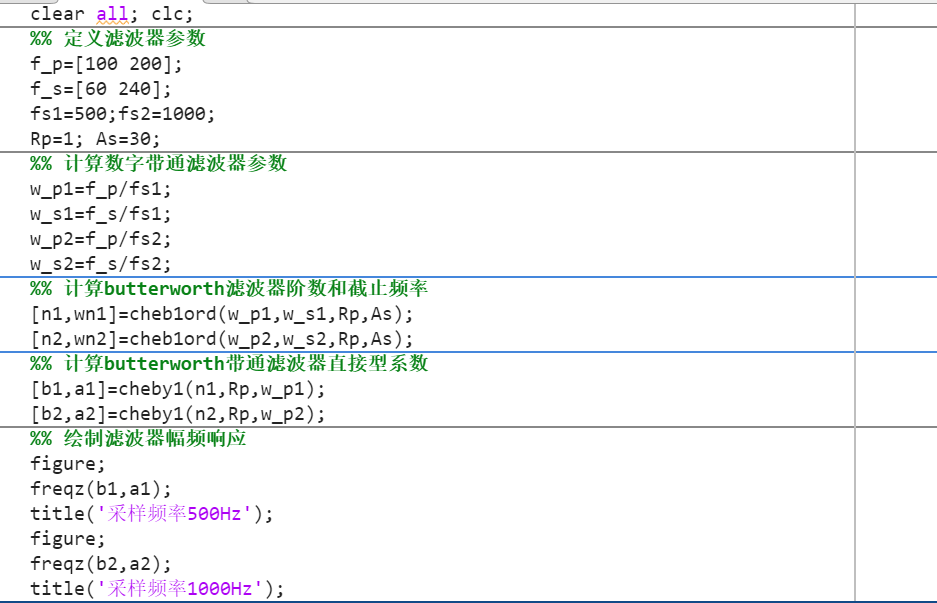 clear all; clc;
%% 定义滤波器参数
f_p=[100 200];
f_s=[60 240];
fs1=500;fs2=1000;
Rp=1; As=30;
%% 计算数字带通滤波器参数
w_p1=f_p/fs1;
w_s1=f_s/fs1;
w_p2=f_p/fs2;
w_s2=f_s/fs2;
%% 计算butterworth滤波器阶数和截止频率
[n1,wn1]=cheb1ord(w_p1,w_s1,Rp,As);
[n2,wn2]=cheb1ord(w_p2,w_s2,Rp,As);
%% 计算butterworth带通滤波器直接型系数
[b1,a1]=cheby1(n1,Rp,w_p1);
[b2,a2]=cheby1(n2,Rp,w_p2);
%% 绘制滤波器幅频响应
figure;
freqz(b1,a1);
title('采样频率500Hz');
figure;
freqz(b2,a2);
title('采样频率1000Hz');